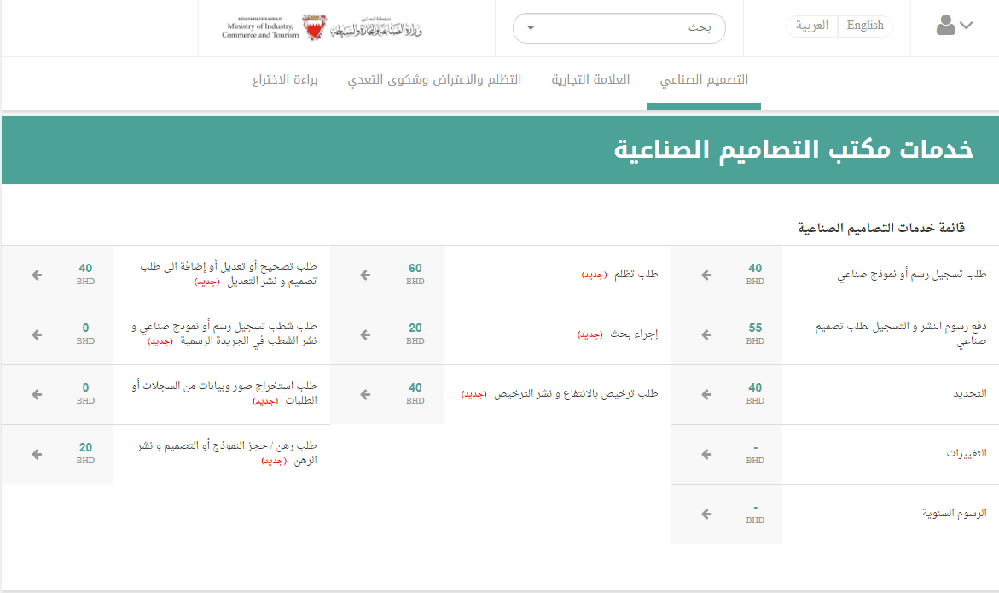 English
العربية
بحث
مملكة البحرين
وزارة الصناعة والتجارة والسياحة
KINGDOM OF BAHRAIN
Ministry of Industry,
Commerce and Tourism
التصميم الصناعي
العلامة التجارية
التظلم والاعتراض وشكوى التعدي
براءة الاختراع
خدمات مكتب التصاميم الصناعية
قائمة خدمات التصاميم الصناعية
طلب تسجيل رسم أو نموذج صناعي
40
BHD
دفع رسوم النشر و التسجيل لطلب تصميم
صناعي
55
BHD
التجديد
40
BHD
التغييرات
-
BHD
الرسوم السنوية
-
BHD
طلب تظلم (جديد)
60
BHD
إجراء بحث (جديد)
20
BHD
طلب ترخيص بالانتفاع و نشر الترخيص (جديد)
40
BHD
طلب تصحيح أو تعديل أو إضافة الى طلب
تصميم و نشر التعديل (جديد)
40
BHD
طلب شطب تسجيل رسم أو نموذج صناعي و
نشر الشطب في الجريدة الرسمية (جديد)
0
BHD
طلب استخراج صور وبيانات من السجلات أو
الطلبات (جديد)
0
BHD
طلب رهن / حجز النموذج أو التصميم و نشر
الرهن (جديد)
20
BHD